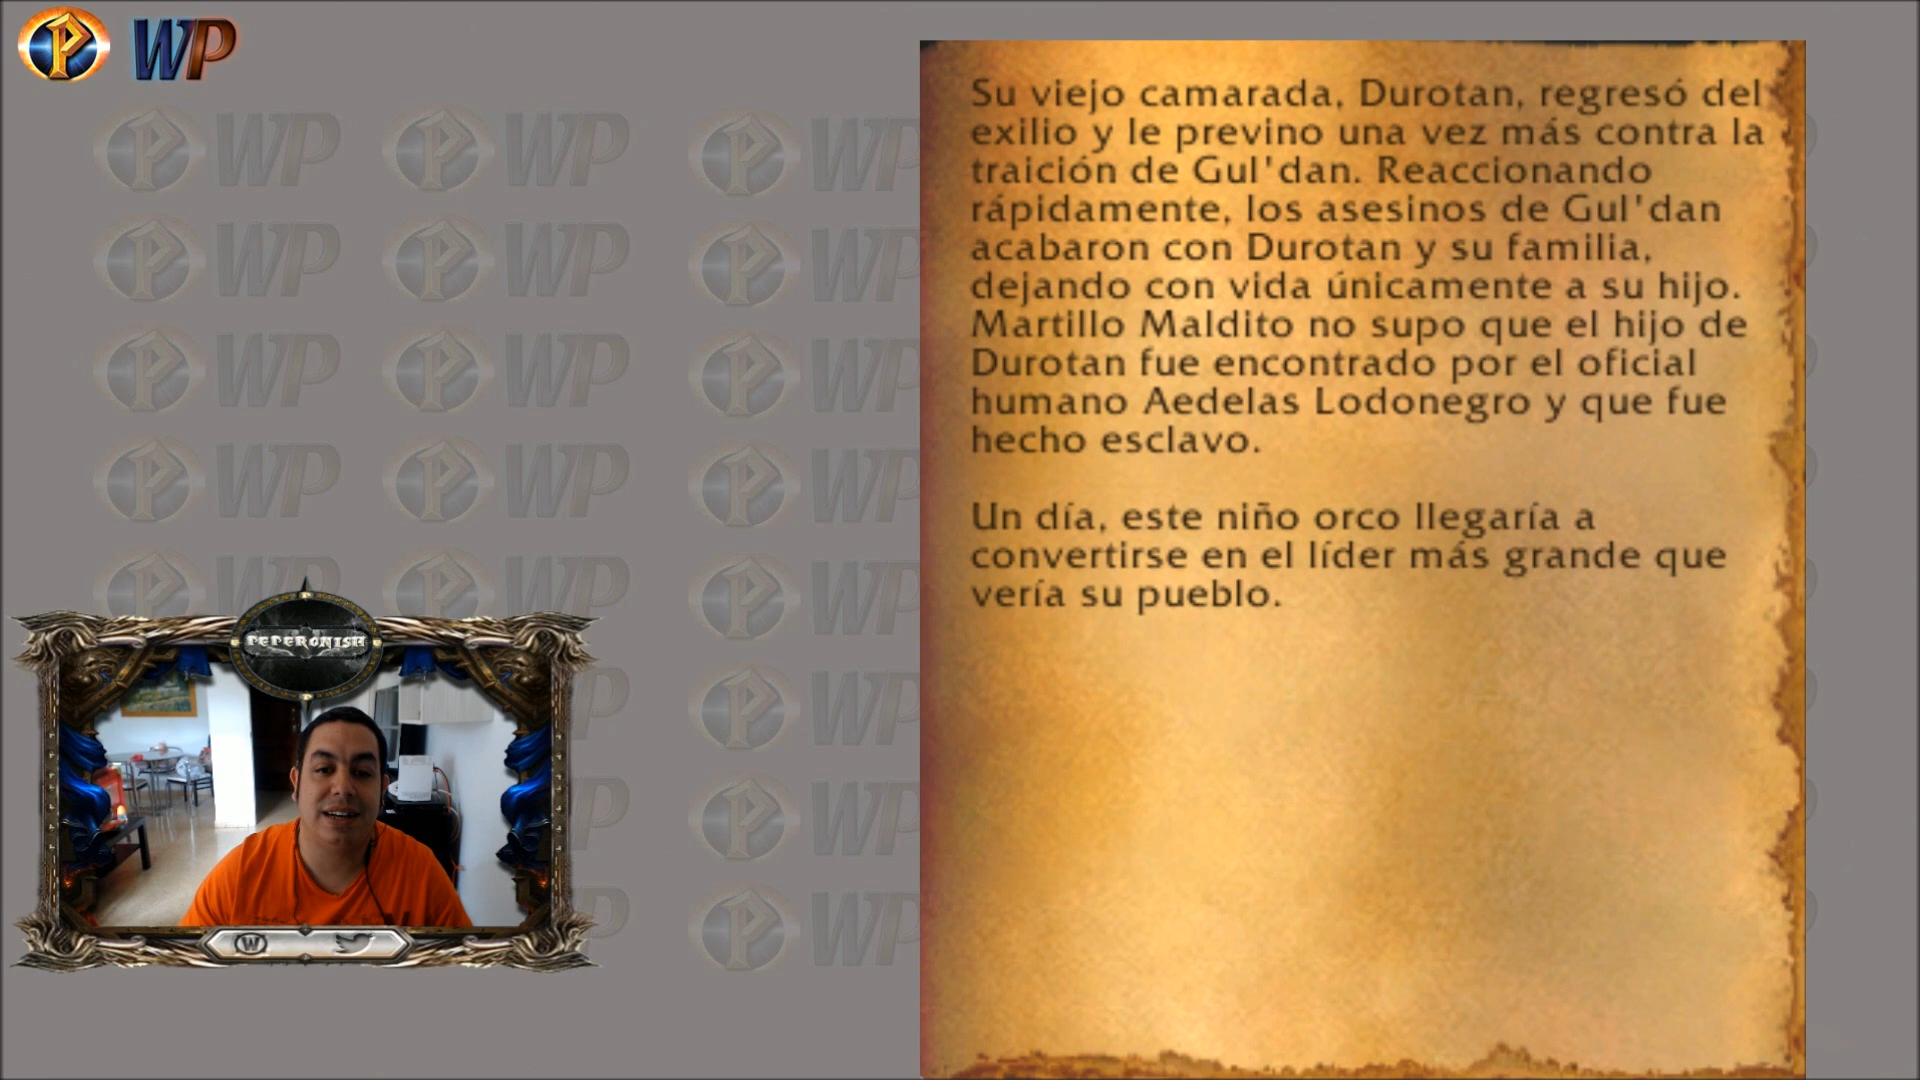 WP
Su viejo camarada, Durotan, regresó del
exilio y le previno una vez más contra la
traición de Gul'dan. Reaccionando
rápidamente, los asesinos de Gul'dan
acabaron con Durotan y su familia,
dejando con vida únicamente a su hijo.
Martillo Maldito no supo que el hijo de
Durotan fue encontrado por el oficial
humano Aedelas Lodonegro y que fue
hecho esclavo.
Un día, este niño orco llegaría a
convertirse en el líder más grande que
vería su pueblo.
PEPERONISH